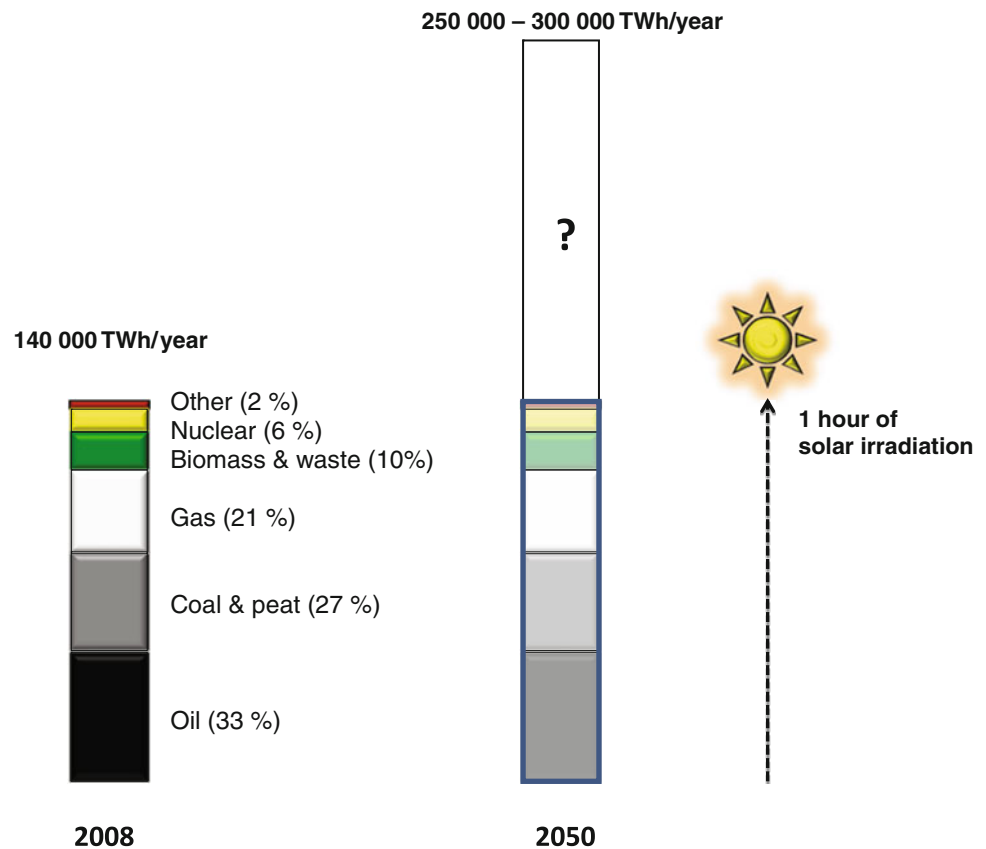 250 000 – 300 000 TWh/year
?
140 000 TWh/year
Other (2 %)
Nuclear (6 %)
Biomass & waste (10%)
Gas (21 %)
Coal & peat (27 %)
Oil (33 %)
1 hour of
solar irradiation
2008
2050